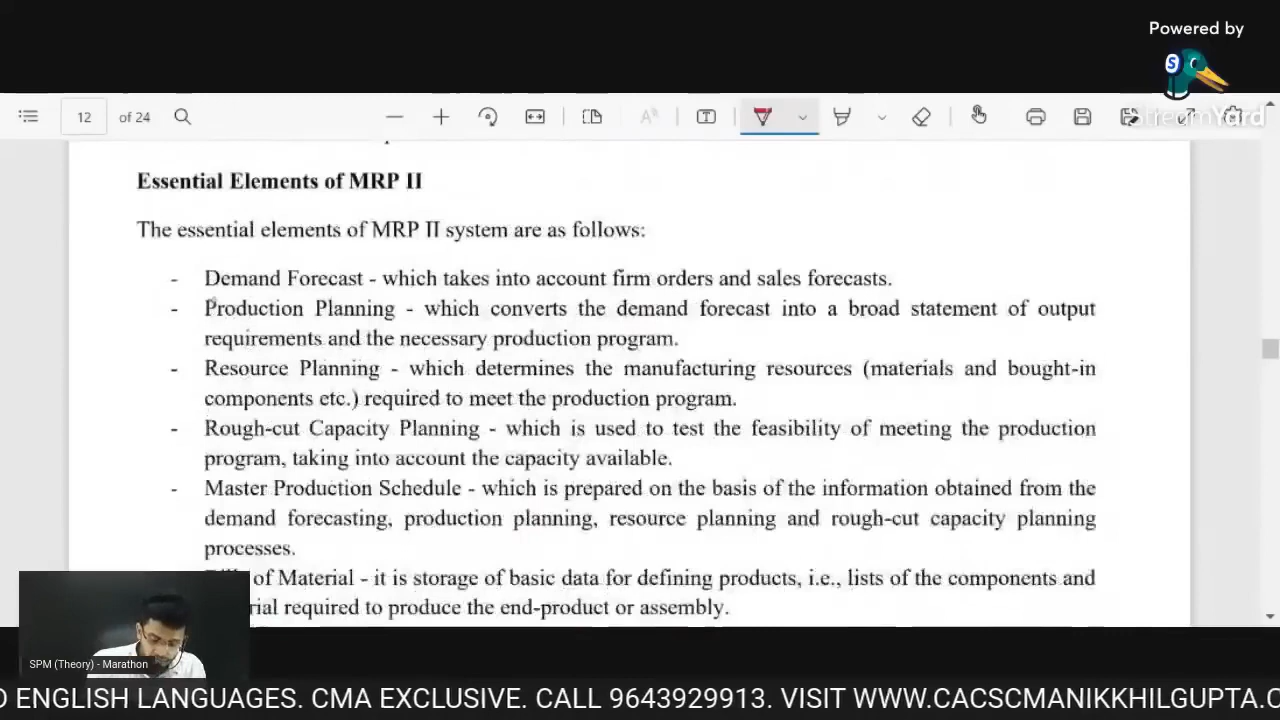 Powered by
StreamYard
12 of 24
Essential Elements of MRP II
The essential elements of MRP II system are as follows:
- Demand Forecast - which takes into account firm orders and sales forecasts.
- Production Planning - which converts the demand forecast into a broad statement of output
requirements and the necessary production program.
- Resource Planning - which determines the manufacturing resources (materials and bought-in
components etc.) required to meet the production program.
- Rough-cut Capacity Planning - which is used to test the feasibility of meeting the production
program, taking into account the capacity available.
- Master Production Schedule - which is prepared on the basis of the information obtained from the
demand forecasting, production planning, resource planning and rough-cut capacity planning
processes.
of Material - it is storage of basic data for defining products, i.e., lists of the components and
required to produce the end-product or assembly.
SPM (Theory) - Marathon
ENGLISH LANGUAGES. CMA EXCLUSIVE. CALL 9643929913. VISIT WWW.CACSCMANIKKHILGUPTA.C